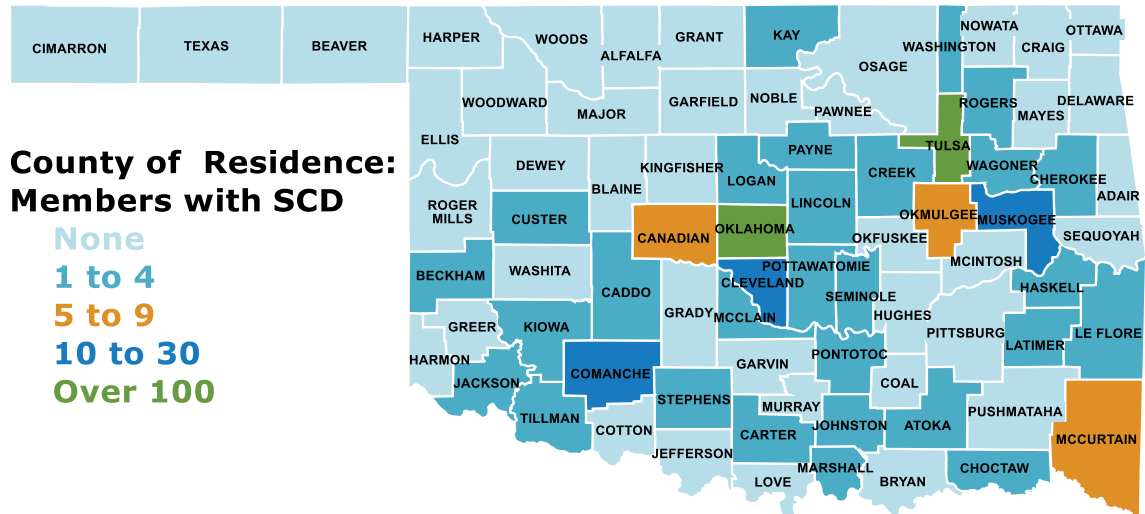 County of Residence:
Members with SCD
None
1 to 4
5 to 9
10 to 30
Over 100
CIMARRON
TEXAS
BEAVER
HARPER
WOODS
ALFALFA
GRANT
KAY
OSAGE
WASHINGTON
NOWATA
CRAIG
OTTAWA
WOODWARD
MAJOR
GARFIELD
NOBLE
PAWNEE
ROGERS
MAYES
DELAWARE
ELLIS
DEWEY
BLAINE
KINGFISHER
LOGAN
PAYNE
CREEK
TULSA
WAGONER
CHEROKEE
ADAIR
ROGER
MILLS
CUSTER
CANADIAN
OKLAHOMA
LINCOLN
OKFUSKEE
OKMULGEE
MUSKOGEE
SEQUOYAH
BECKHAM
WASHITA
CADDO
GRADY
CLEVELAND
MCCLAIN
POTTAWATOMIE
SEMINOLE
HUGHES
MCINTOSH
HASKELL
PITTSBURG
LATIMER
LE FLORE
GREER
KIOWA
HARMON
JACKSON
COMANCHE
TILLMAN
COTTON
STEPHENS
GARVIN
PONTOTOC
COAL
MURRAY
CARTER
JOHNSTON
ATOKA
PUSHMATAHA
MCCURTAIN
JEFFERSON
LOVE
MARSHALL
BRYAN
CHOCTAW